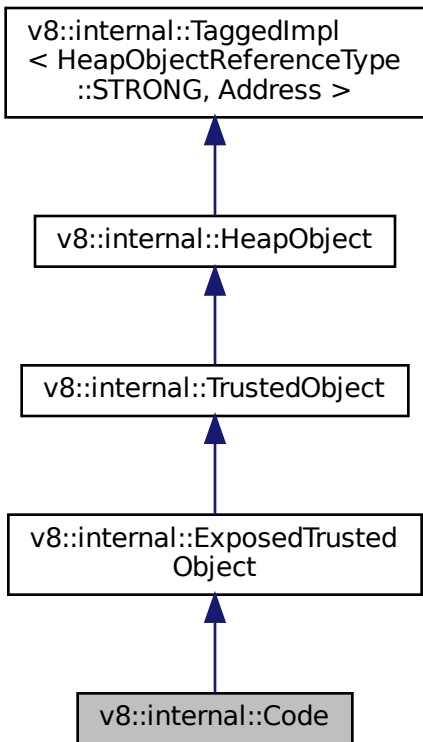 v8::internal::TaggedImpl
< HeapObjectReferenceType
::STRONG, Address >
v8::internal::HeapObject
v8::internal::TrustedObject
v8::internal::ExposedTrusted
Object
v8::internal::Code